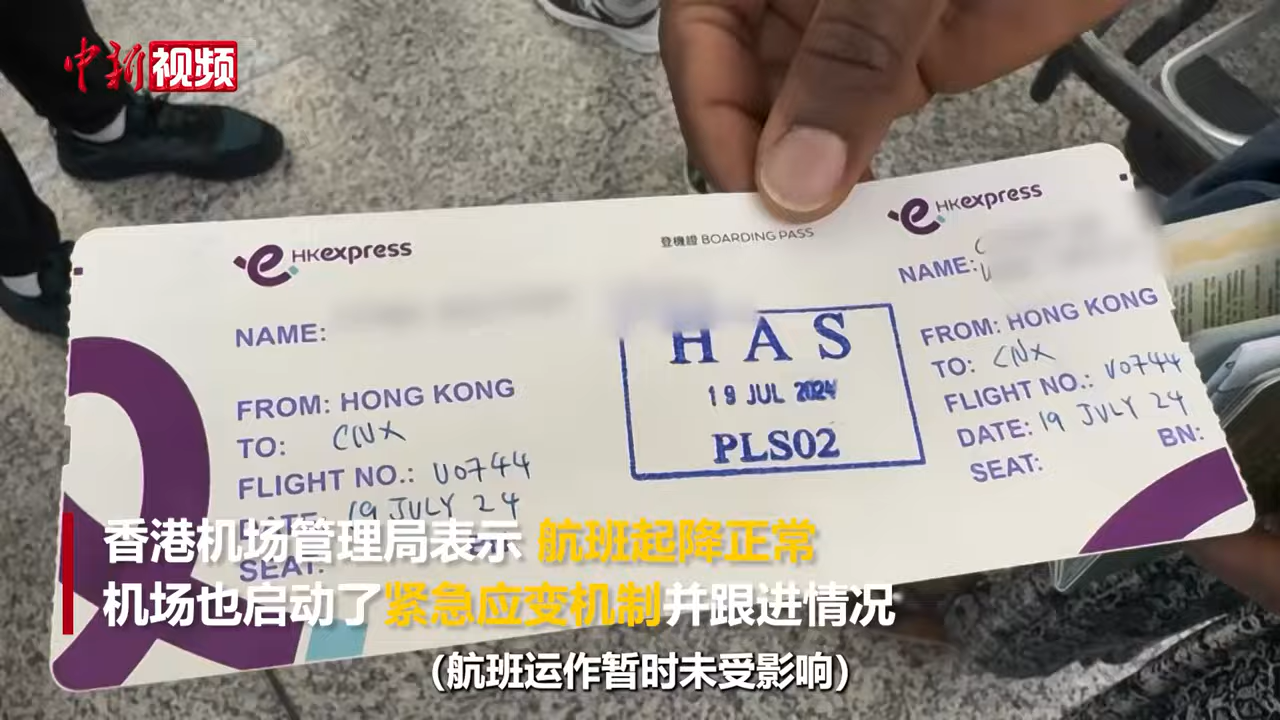 中新视频
HKexpress
登機證 BOARDING PASS
HKexpress
NAME:
FROM: HONG KONG
TO: CNX
FLIGHT NO.: UO744
DATE: 19 JULY 24
SEAT:
HAS
19 JUL 2024
PLS02
NAME:
FROM: HONG KONG
TO: CNX
FLIGHT NO.: UO744
DATE: 19 JULY 24
BN:
SEAT:
香港机场管理局表示 航班起降正常
机场也启动了紧急应变机制并跟进情况
(航班运作暂时未受影响)